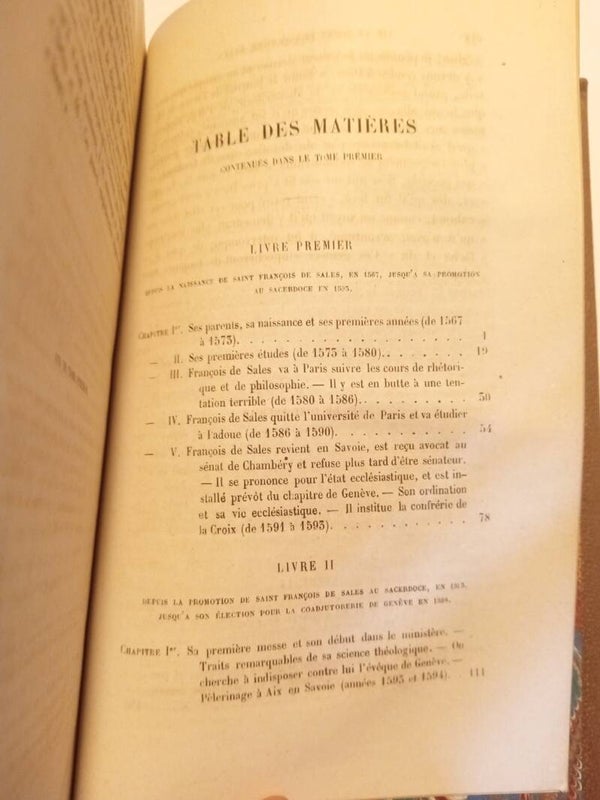 TABLE DES MATIÈRES
CONTENUES DANS LE TOME PREMIER
LIVRE PREMIER
DEPUIS LA NAISSANCE DE SAINT FRANÇOIS DE SALES, EN 1567, JUSQU'A SA PROMOTION
AU SACERDOCE EN 1593.
CHAPITRE Ier. Ses parents, sa naissance et ses premières années (de 1567
à 1573). . . . . . . . . . . . . . . . . . 1
— II. Ses premières études (de 1573 à 1580). . . . . . . . 19
— III. François de Sales va à Paris suivre les cours de rhétori-
que et de philosophie. — Il y est en butte à une ten-
tation terrible (de 1580 à 1586). . . . . . . . . . 30
— IV. François de Sales quitte l'université de Paris et va étudier
à Padoue (de 1586 à 1590). . . . . . . . . . . . 54
— V. François de Sales revient en Savoie, est reçu avocat au
sénat de Chambéry et refuse plus tard d'être sénateur.
— Il se prononce pour l'état ecclésiastique, et est in-
stallé prévôt du chapitre de Genève. — Son ordination
et sa vie ecclésiastique. — Il institue la confrérie de
la Croix (de 1591 à 1593). . . . . . . . . . . . 78
LIVRE II
DEPUIS LA PROMOTION DE SAINT FRANÇOIS DE SALES AU SACERDOCE, EN 1593,
JUSQU'A SON ÉLECTION POUR LA COADJUTORERIE DE GENÈVE EN 1598.
CHAPITRE Ier. Sa première messe et son début dans le ministère. —
Traits remarquables de sa science théologique. — On
cherche à indisposer contre lui l'évêque de Genève. —
Pèlerinage à Aix en Savoie (années 1593 et 1594). 111